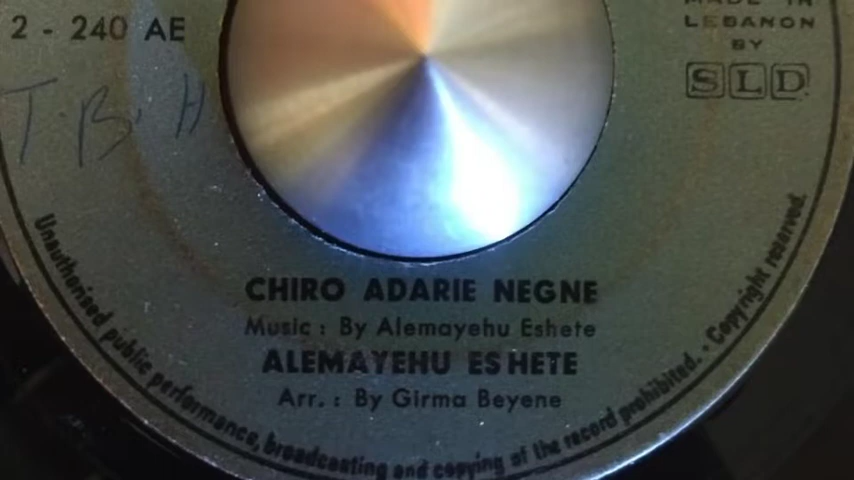 2 - 240 AE
MADE IN
LEBANON
BY
SLD
T.B.H
CHIRO ADARIE NEGNE
Music : By Alemayehu Eshete
ALEMAYEHU ESHETE
Arr. : By Girma Beyene
Unauthorised public performance, broadcasting and copying of the record prohibited. - Copyright reserved.